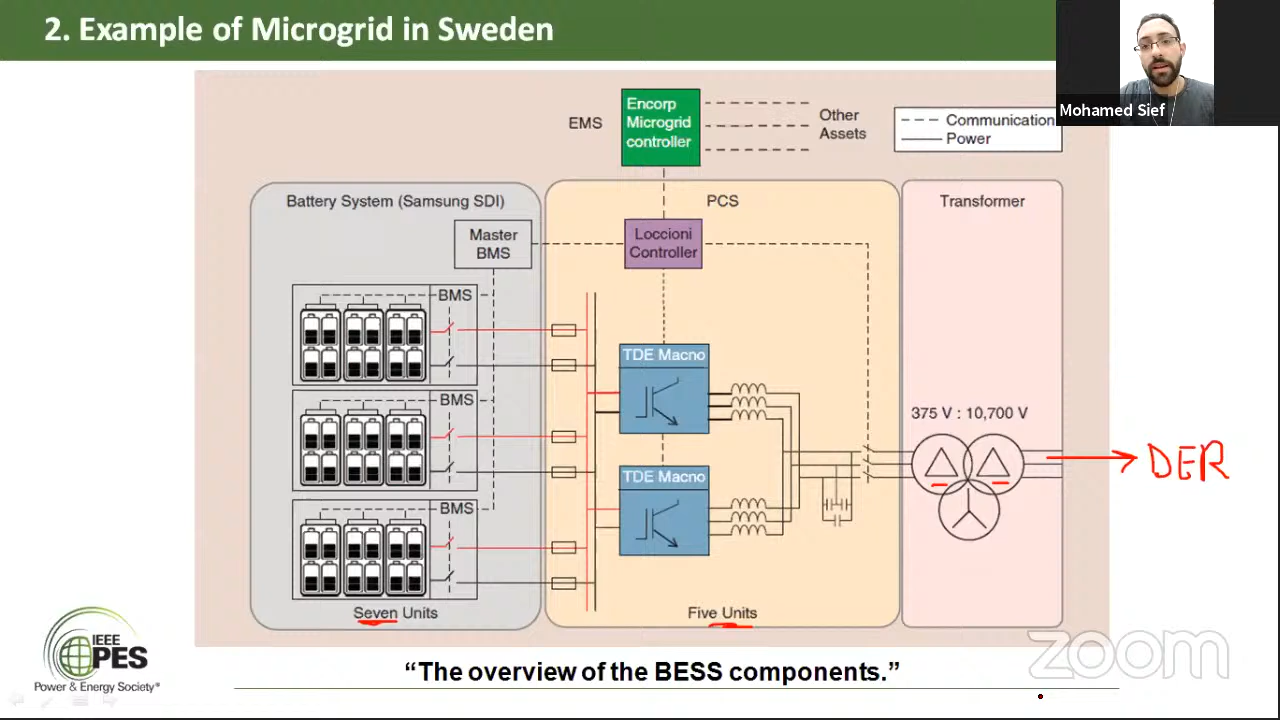 2. Example of Microgrid in Sweden
Mohamed Sief
EMS
Encorp
Microgrid
controller
Other
Assets
Communication
Power
Battery System (Samsung SDI)
PCS
Transformer
Master
BMS
Loccioni
Controller
BMS
TDE Macno
BMS
375 V : 10,700 V
DER
TDE Macno
BMS
Seven Units
Five Units
IEEE
PES
Power & Energy Society®
“The overview of the BESS components.”
zoom